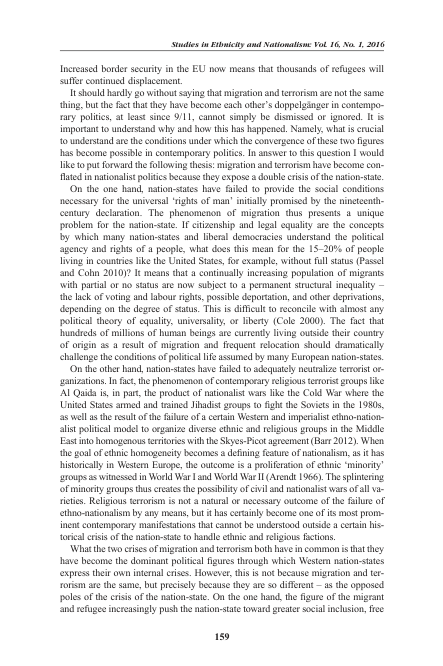 Studies in Ethnicity and Nationalism: Vol. 16, No. 1, 2016
Increased border security in the EU now means that thousands of refugees will
suffer continued displacement.
It should hardly go without saying that migration and terrorism are not the same
thing, but the fact that they have become each other's doppelgänger in contempo-
rary politics, at least since 9/11, cannot simply be dismissed or ignored. It is
important to understand why and how this has happened. Namely, what is crucial
to understand are the conditions under which the convergence of these two figures
has become possible in contemporary politics. In answer to this question I would
like to put forward the following thesis: migration and terrorism have become con-
flated in nationalist politics because they expose a double crisis of the nation-state.
On the one hand, nation-states have failed to provide the social conditions
necessary for the universal 'rights of man' initially promised by the nineteenth-
century declaration. The phenomenon of migration thus presents a unique
problem for the nation-state. If citizenship and legal equality are the concepts
by which many nation-states and liberal democracies understand the political
agency and rights of a people, what does this mean for the 15–20% of people
living in countries like the United States, for example, without full status (Passel
and Cohn 2010)? It means that a continually increasing population of migrants
with partial or no status are now subject to a permanent structural inequality –
the lack of voting and labour rights, possible deportation, and other deprivations,
depending on the degree of status. This is difficult to reconcile with almost any
political theory of equality, universality, or liberty (Cole 2000). The fact that
hundreds of millions of human beings are currently living outside their country
of origin as a result of migration and frequent relocation should dramatically
challenge the conditions of political life assumed by many European nation-states.
On the other hand, nation-states have failed to adequately neutralize terrorist or-
ganizations. In fact, the phenomenon of contemporary religious terrorist groups like
Al Qaida is, in part, the product of nationalist wars like the Cold War where the
United States armed and trained Jihadist groups to fight the Soviets in the 1980s,
as well as the result of the failure of a certain Western and imperialist ethno-nation-
alist political model to organize diverse ethnic and religious groups in the Middle
East into homogenous territories with the Skyes-Picot agreement (Barr 2012). When
the goal of ethnic homogeneity becomes a defining feature of nationalism, as it has
historically in Western Europe, the outcome is a proliferation of ethnic 'minority'
groups as witnessed in World War I and World War II (Arendt 1966). The splintering
of minority groups thus creates the possibility of civil and nationalist wars of all va-
rieties. Religious terrorism is not a natural or necessary outcome of the failure of
ethno-nationalism by any means, but it has certainly become one of its most prom-
inent contemporary manifestations that cannot be understood outside a certain his-
torical crisis of the nation-state to handle ethnic and religious factions.
What the two crises of migration and terrorism both have in common is that they
have become the dominant political figures through which Western nation-states
express their own internal crises. However, this is not because migration and ter-
rorism are the same, but precisely because they are so different – as the opposed
poles of the crisis of the nation-state. On the one hand, the figure of the migrant
and refugee increasingly push the nation-state toward greater social inclusion, free
159